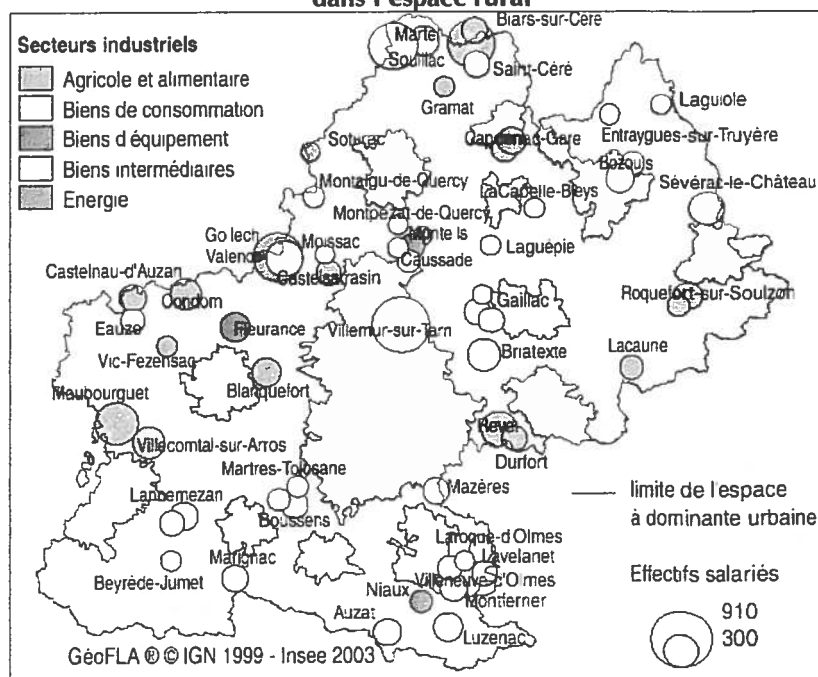 dans l'espace rural
Secteurs industriels
Agricole et alimentaire
Biens de consommation
Biens d'équipement
Biens intermédiaires
Energie
Biars-sur-Cère
Martel
Souillac
Saint-Céré
Gramat
Laguiole
Entraygues-sur-Truyère
Capdenac-Gare
Soturac
Bozouls
Montaigu-de-Quercy
LaCapelle-Bleys
Sévérac-le-Château
Montpezat-de-Quercy
Golfech
Moissac
Monteils
Laguépie
Valence
Caussade
Castelsarrasin
Castelnau-d'Auzan
Condom
Gaillac
Roquefort-sur-Soulzon
Eauze
Fleurance
Villemur-sur-Tarn
Vic-Fezensac
Briatexte
Lacaune
Blanquefort
Maubourguet
Revel
Villecomtal-sur-Arros
Durfort
Martres-Tolosane
Mazères
limite de l'espace
à dominante urbaine
Lannemezan
Boussens
Laroque-d'Olmes
Lavelanet
Effectifs salariés
Marignac
Beyrède-Jumet
Villeneuve-d'Olmes
Niaux
Montferrier
910
300
Auzat
Luzenac
GéoFLA ® © IGN 1999 - Insee 2003